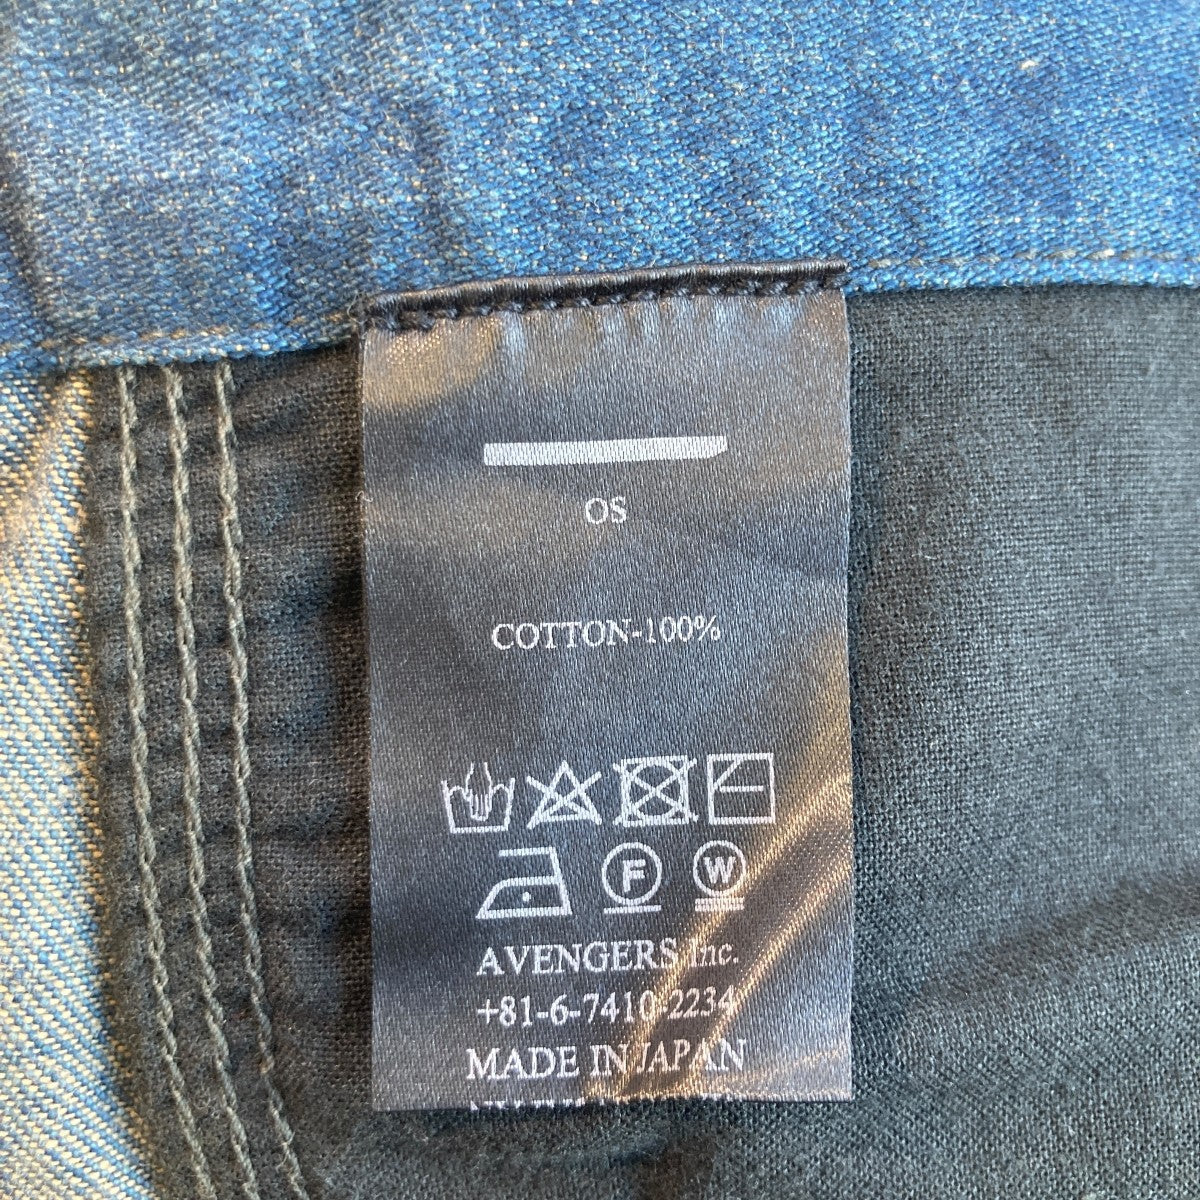 OS
COTTON-100%
F W
AVENGERS Inc.
+81-6-7410-2234
MADE IN JAPAN